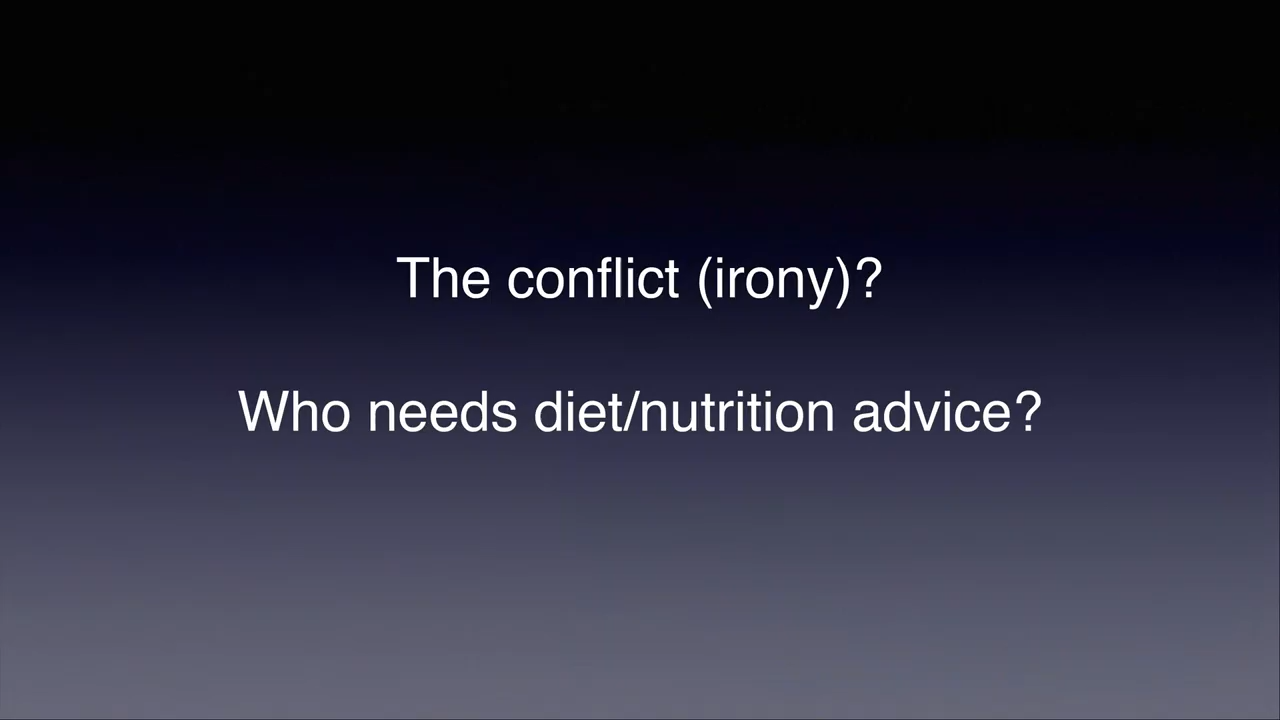 The conflict (irony)?
Who needs diet/nutrition advice?